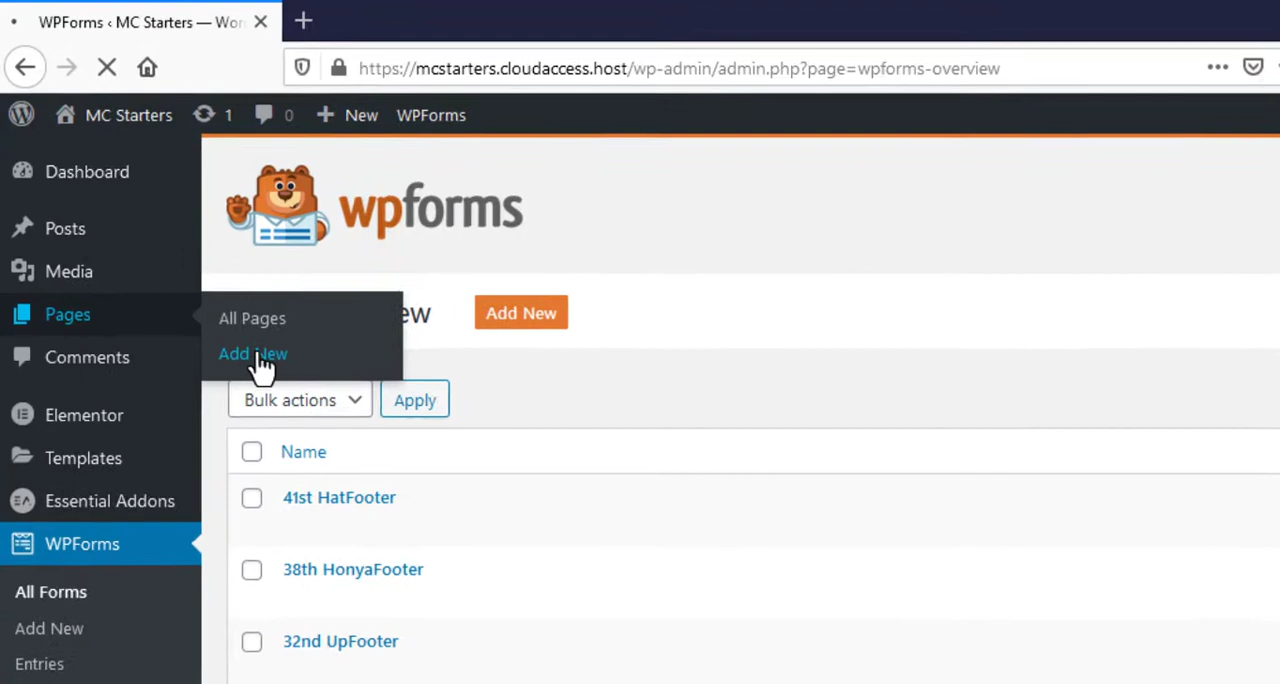 WPForms ‹ MC Starters — Wor
https://mcstarters.cloudaccess.host/wp-admin/admin.php?page=wpforms-overview
MC Starters 1 0 New WPForms
Dashboard
Posts
Media
Pages
Comments
Elementor
Templates
Essential Addons
WPForms
All Forms
Add New
Entries
wpforms
All Pages
Add New
ew
Add New
Bulk actions
Apply
Name
41st HatFooter
38th HonyaFooter
32nd UpFooter